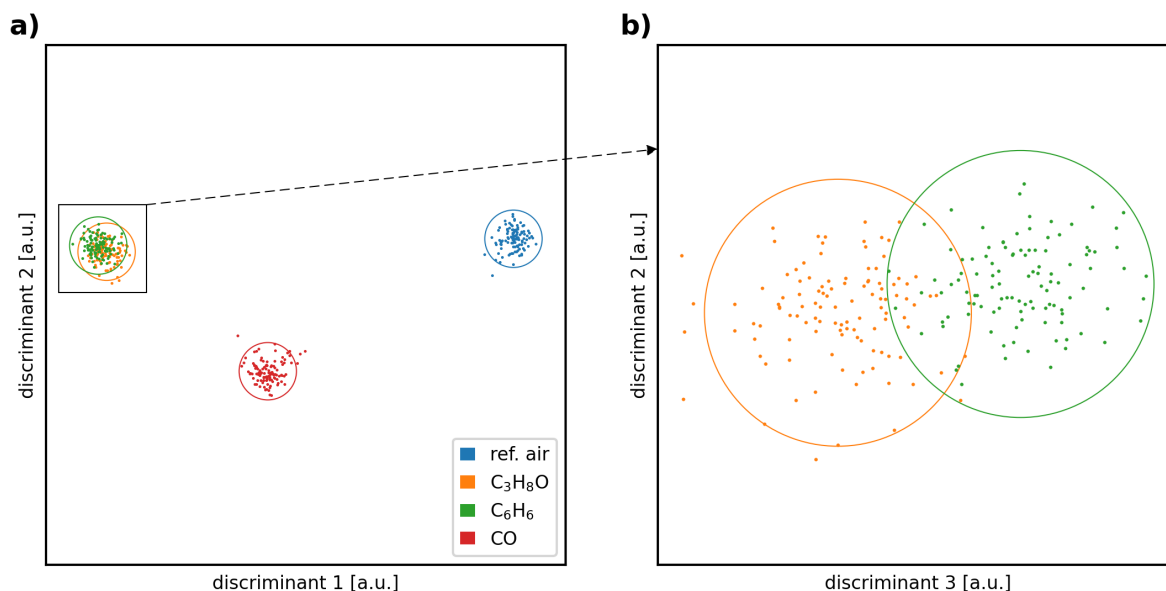 a)
discriminant 2 [a.u.]
ref. air
C₃H₈O
C₆H₆
CO
discriminant 1 [a.u.]
b)
discriminant 2 [a.u.]
discriminant 3 [a.u.]